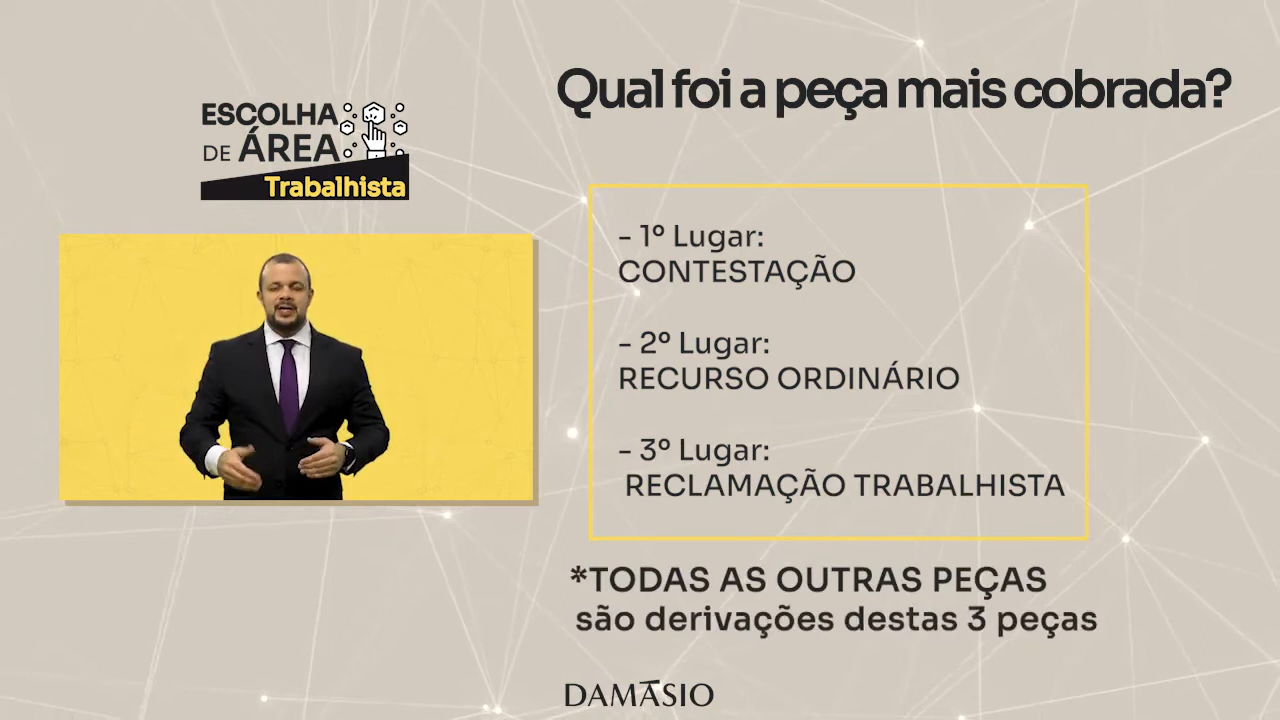 ESCOLHA
DE ÁREA
Trabalhista
Qual foi a peça mais cobrada?
- 1º Lugar:
CONTESTAÇÃO
- 2º Lugar:
RECURSO ORDINÁRIO
- 3º Lugar:
RECLAMAÇÃO TRABALHISTA
*TODAS AS OUTRAS PEÇAS
são derivações destas 3 peças
DAMÁSIO